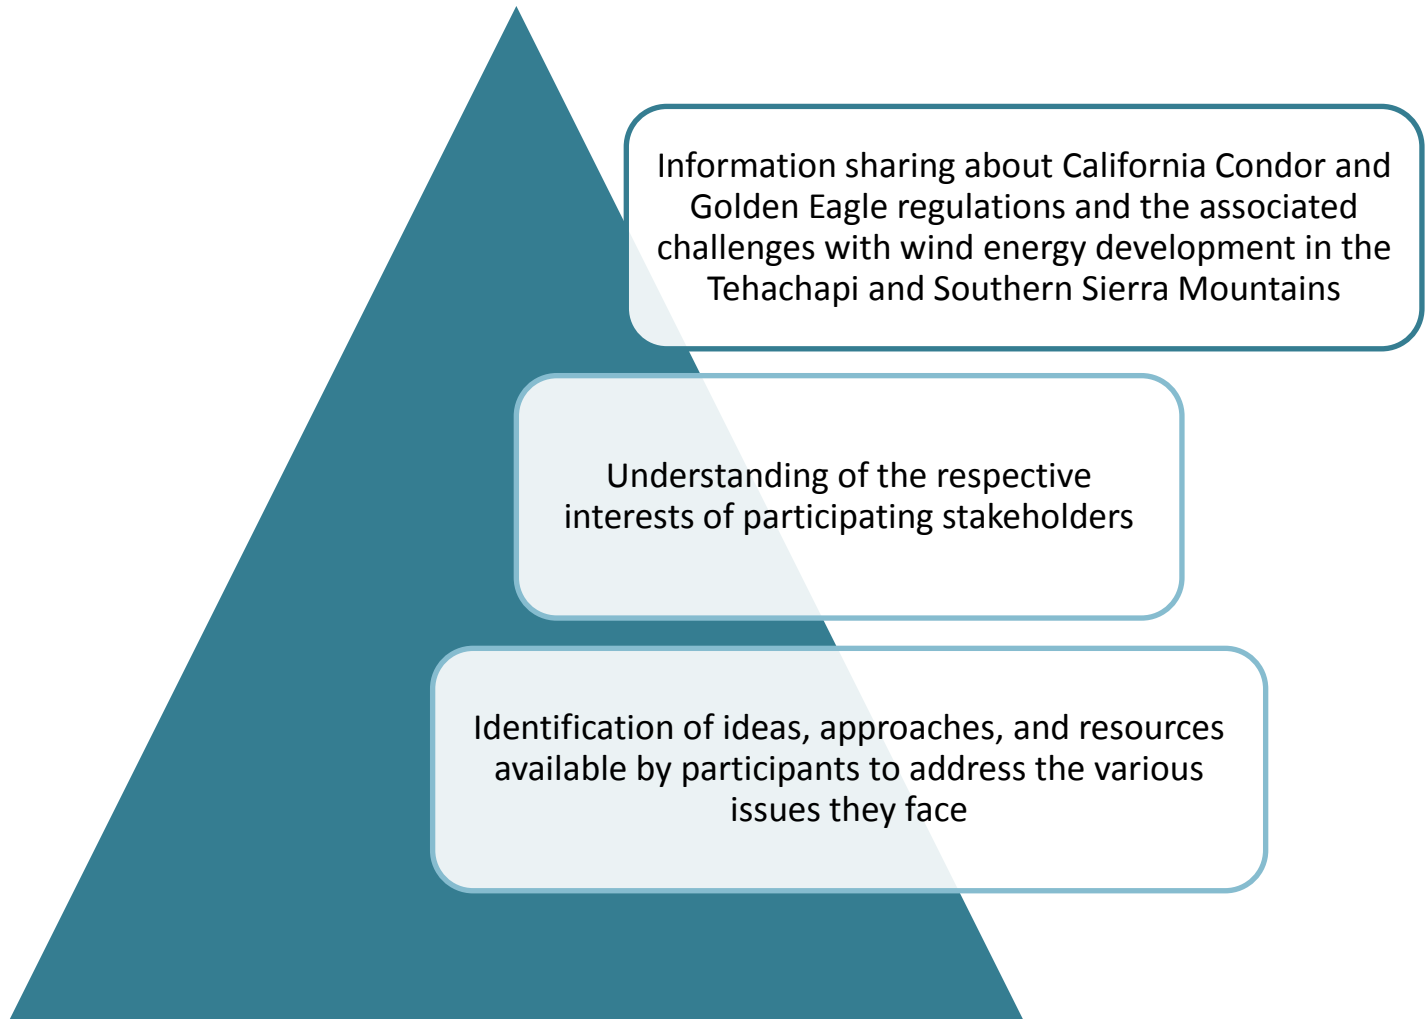 Information sharing about California Condor and
Golden Eagle regulations and the associated
challenges with wind energy development in the
Tehachapi and Southern Sierra Mountains
Understanding of the respective
interests of participating stakeholders
Identification of ideas, approaches, and resources
available by participants to address the various
issues they face